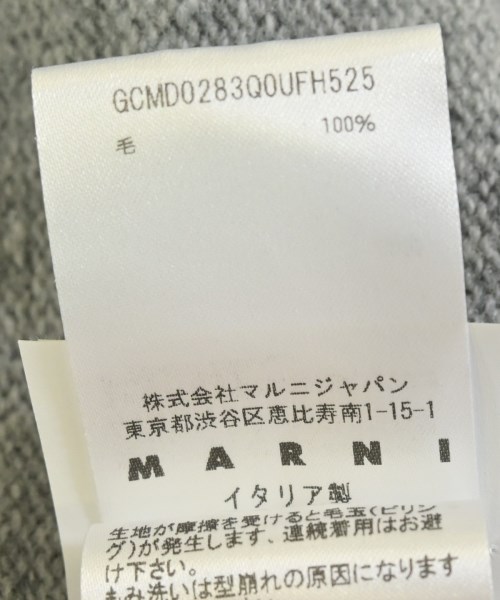 GCMD0283Q0UFH525
毛 100%
株式会社マルニジャパン
東京都渋谷区恵比寿南1-15-1
MARNI
イタリア製
生地が摩擦を受けると毛玉(ピリン
グ)が発生します、連続着用はお避
け下さい。
もみ洗いは型崩れの原因になります